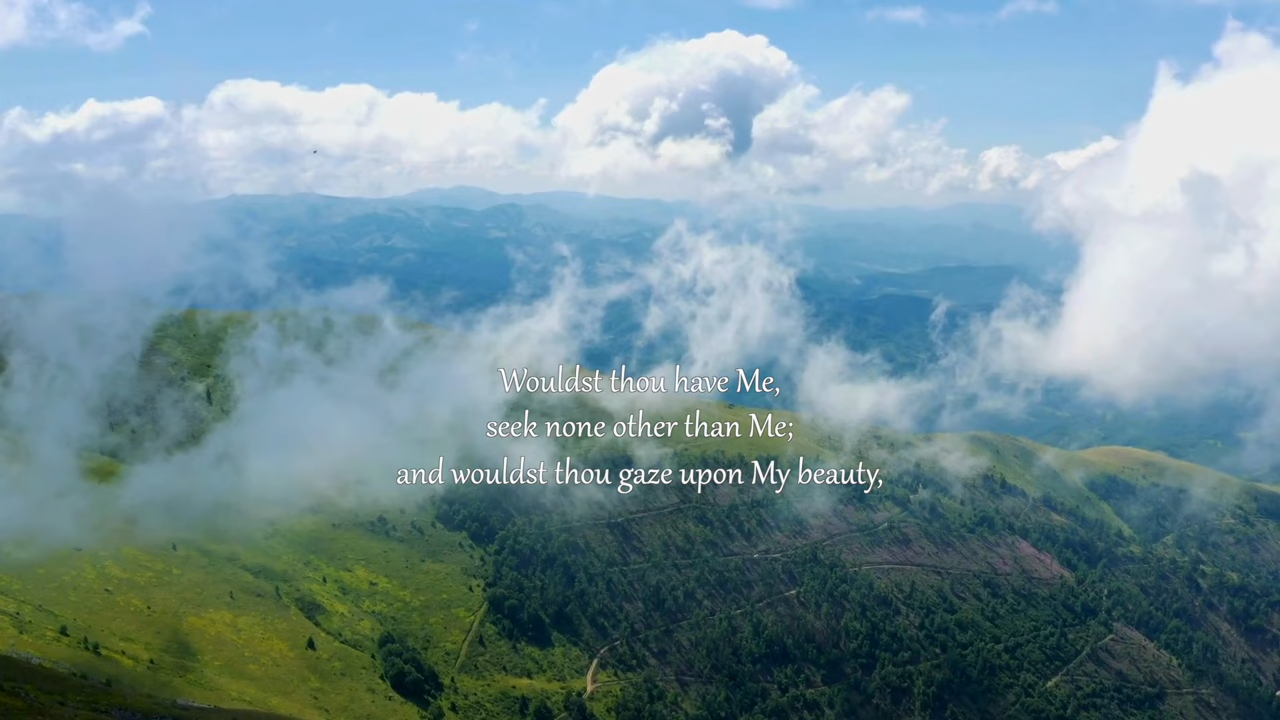 Wouldst thou have Me,
seek none other than Me;
and wouldst thou gaze upon My beauty,